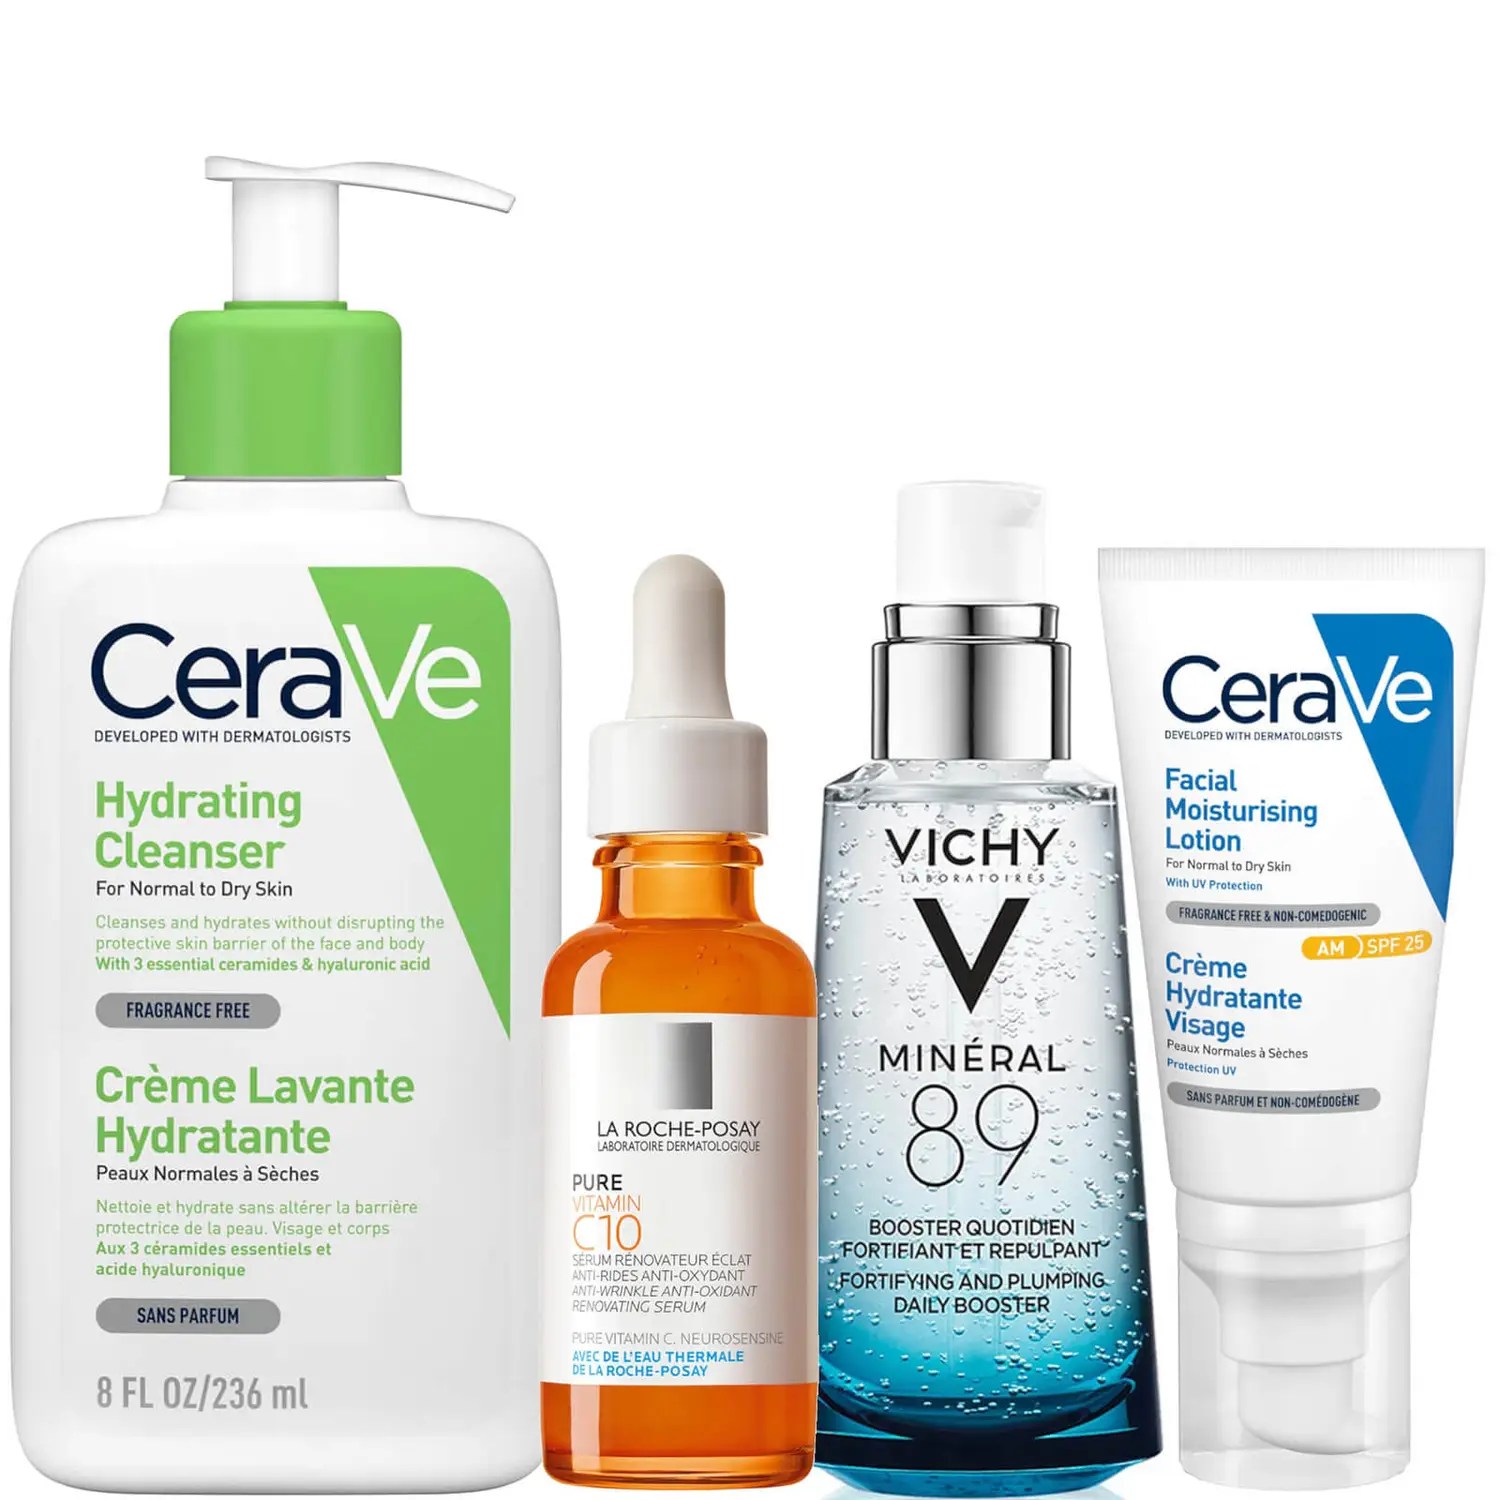 CeraVe
DEVELOPED WITH DERMATOLOGISTS
Hydrating
Cleanser
For Normal to Dry Skin
Cleanses and hydrates without disrupting the
protective skin barrier of the face and body
With 3 essential ceramides & hyaluronic acid
FRAGRANCE FREE
Crème Lavante
Hydratante
Peaux Normales à Sèches
Nettoie et hydrate sans altérer la barrière
protectrice de la peau. Visage et corps
Aux 3 céramides essentiels et
acide hyaluronique
SANS PARFUM
8 FL OZ/236 ml
LA ROCHE-POSAY
LABORATOIRE DERMATOLOGIQUE
PURE
VITAMIN
C10
SÉRUM RÉNOVATEUR ÉCLAT
ANTI-RIDES ANTI-OXYDANT
ANTI-WRINKLE ANTI-OXIDANT
RENOVATING SERUM
PURE VITAMIN C. NEUROSENSINE
AVEC DE L'EAU THERMALE
DE LA ROCHE-POSAY
VICHY
LABORATOIRES
V
MINÉRAL
89
BOOSTER QUOTIDIEN
FORTIFIANT ET REPULPANT
FORTIFYING AND PLUMPING
DAILY BOOSTER
CeraVe
DEVELOPED WITH DERMATOLOGISTS
Facial
Moisturising
Lotion
For Normal to Dry Skin
With UV Protection
FRAGRANCE FREE & NON-COMEDOGENIC
AM SPF 25
Crème
Hydratante
Visage
Peaux Normales à Sèches
Protection UV
SANS PARFUM ET NON-COMÉDOGÈNE